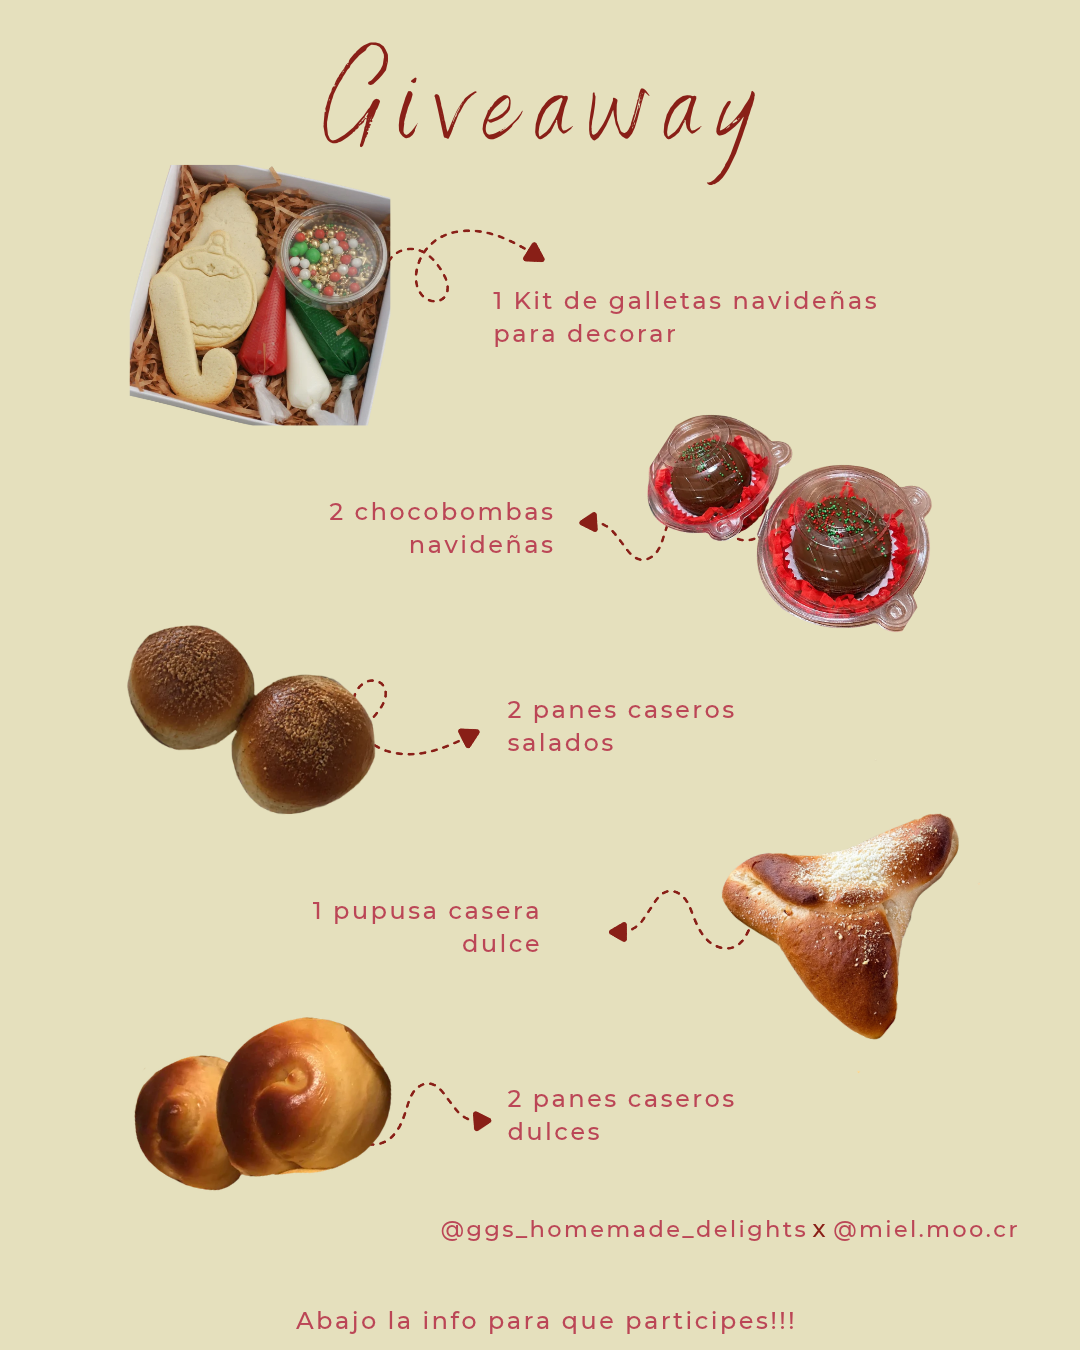 Giveaway
1 Kit de galletas navideñas
para decorar
2 chocobombas
navideñas
2 panes caseros
salados
1 pupusa casera
dulce
2 panes caseros
dulces
@ggs_homemade_delights x @miel.moo.cr
Abajo la info para que participes!!!